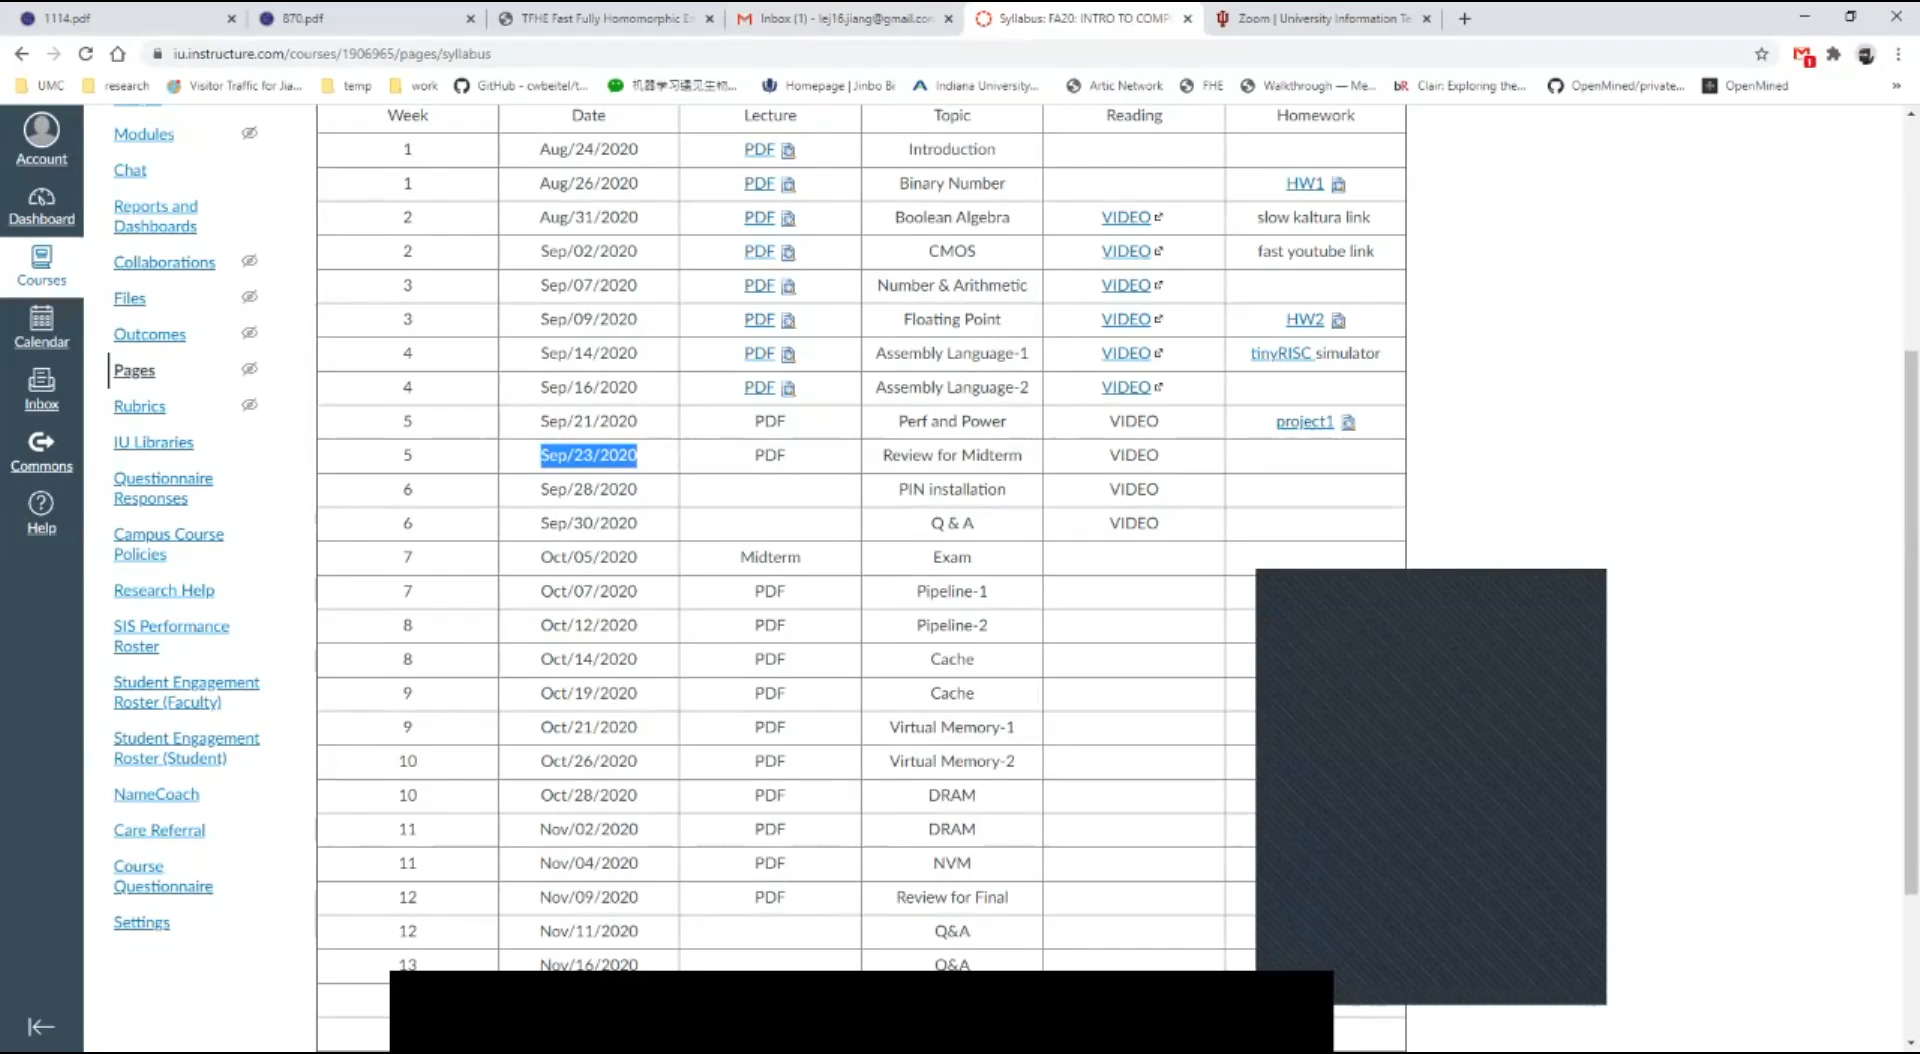 1114.pdf
870.pdf
TFHE Fast Fully Homomorphic E
Inbox (1) - lej16.jiang@gmail.com
Syllabus: FA20: INTRO TO COMP
Zoom | University Information Te
iu.instructure.com/courses/1906965/pages/syllabus
UMC research Visitor Traffic for Jia... temp work GitHub - cwbeitel/t... Homepage | Jinbo Bi Indiana University... Artic Network FHE Walkthrough — Me... bR Clair: Exploring the... OpenMined/private... OpenMined »
Account
Dashboard
Courses
Calendar
Inbox
Commons
Help
Modules
Chat
Reports and
Dashboards
Collaborations
Files
Outcomes
Pages
Rubrics
IU Libraries
Questionnaire
Responses
Campus Course
Policies
Research Help
SIS Performance
Roster
Student Engagement
Roster (Faculty)
Student Engagement
Roster (Student)
NameCoach
Care Referral
Course
Questionnaire
Settings
Week Date Lecture Topic Reading Homework
1 Aug/24/2020 PDF Introduction
1 Aug/26/2020 PDF Binary Number HW1
2 Aug/31/2020 PDF Boolean Algebra VIDEO slow kaltura link
2 Sep/02/2020 PDF CMOS VIDEO fast youtube link
3 Sep/07/2020 PDF Number & Arithmetic VIDEO
3 Sep/09/2020 PDF Floating Point VIDEO HW2
4 Sep/14/2020 PDF Assembly Language-1 VIDEO tinyRISC simulator
4 Sep/16/2020 PDF Assembly Language-2 VIDEO
5 Sep/21/2020 PDF Perf and Power VIDEO project1
5 Sep/23/2020 PDF Review for Midterm VIDEO
6 Sep/28/2020 PIN installation VIDEO
6 Sep/30/2020 Q & A VIDEO
7 Oct/05/2020 Midterm Exam
7 Oct/07/2020 PDF Pipeline-1
8 Oct/12/2020 PDF Pipeline-2
8 Oct/14/2020 PDF Cache
9 Oct/19/2020 PDF Cache
9 Oct/21/2020 PDF Virtual Memory-1
10 Oct/26/2020 PDF Virtual Memory-2
10 Oct/28/2020 PDF DRAM
11 Nov/02/2020 PDF DRAM
11 Nov/04/2020 PDF NVM
12 Nov/09/2020 PDF Review for Final
12 Nov/11/2020 Q&A
13 Nov/16/2020 Q&A